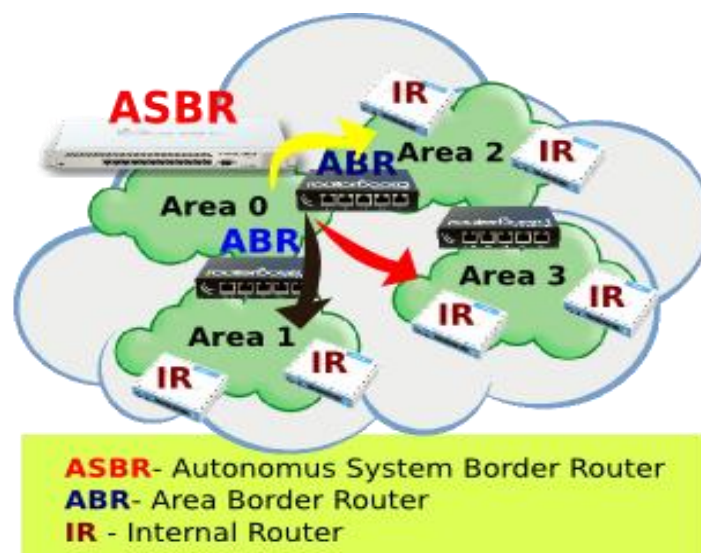 ASBR
IR
Area 2
IR
ABR
Area 0
ABR
Area 3
IR
IR
Area 1
IR
IR
ASBR- Autonomus System Border Router
ABR- Area Border Router
IR - Internal Router